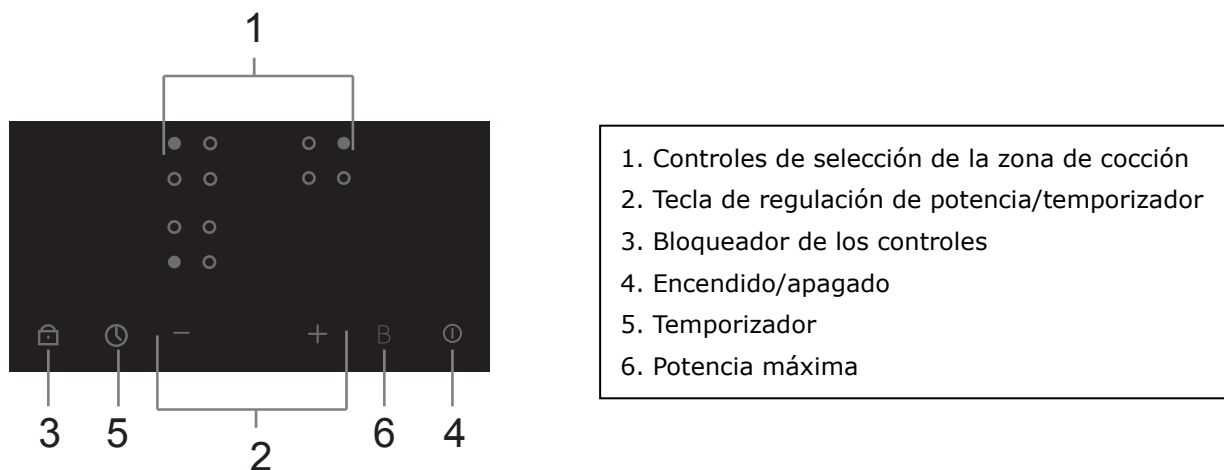 1
− + B
3 5 6 4
2
1. Controles de selección de la zona de cocción
2. Tecla de regulación de potencia/temporizador
3. Bloqueador de los controles
4. Encendido/apagado
5. Temporizador
6. Potencia máxima